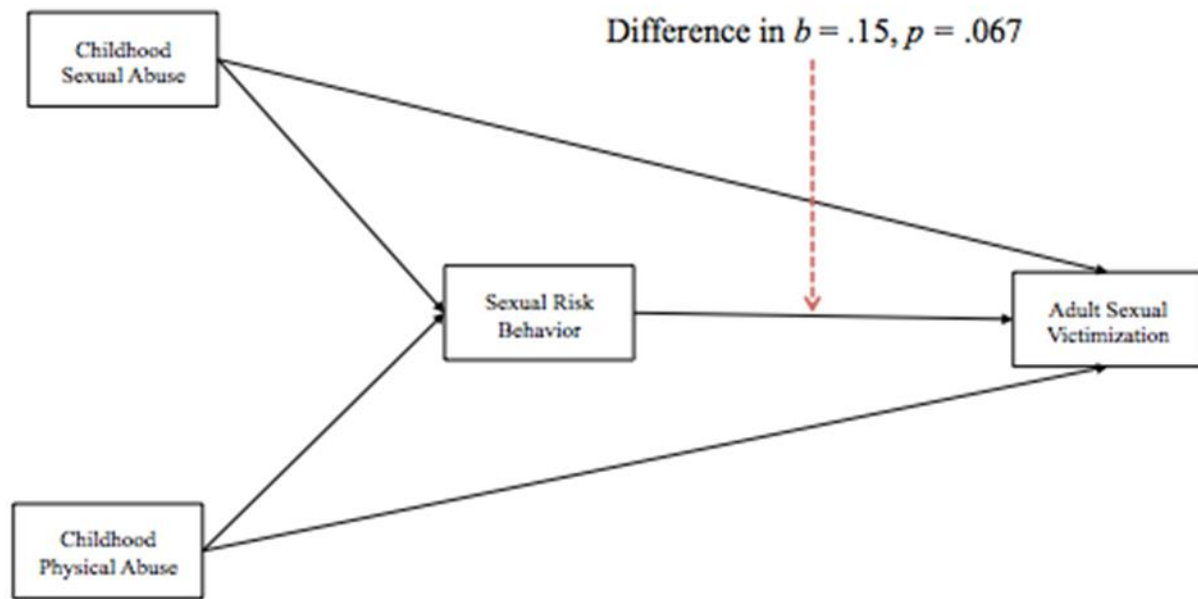 Difference in b = .15, p = .067
Childhood
Sexual Abuse
Sexual Risk
Behavior
Adult Sexual
Victimization
Childhood
Physical Abuse